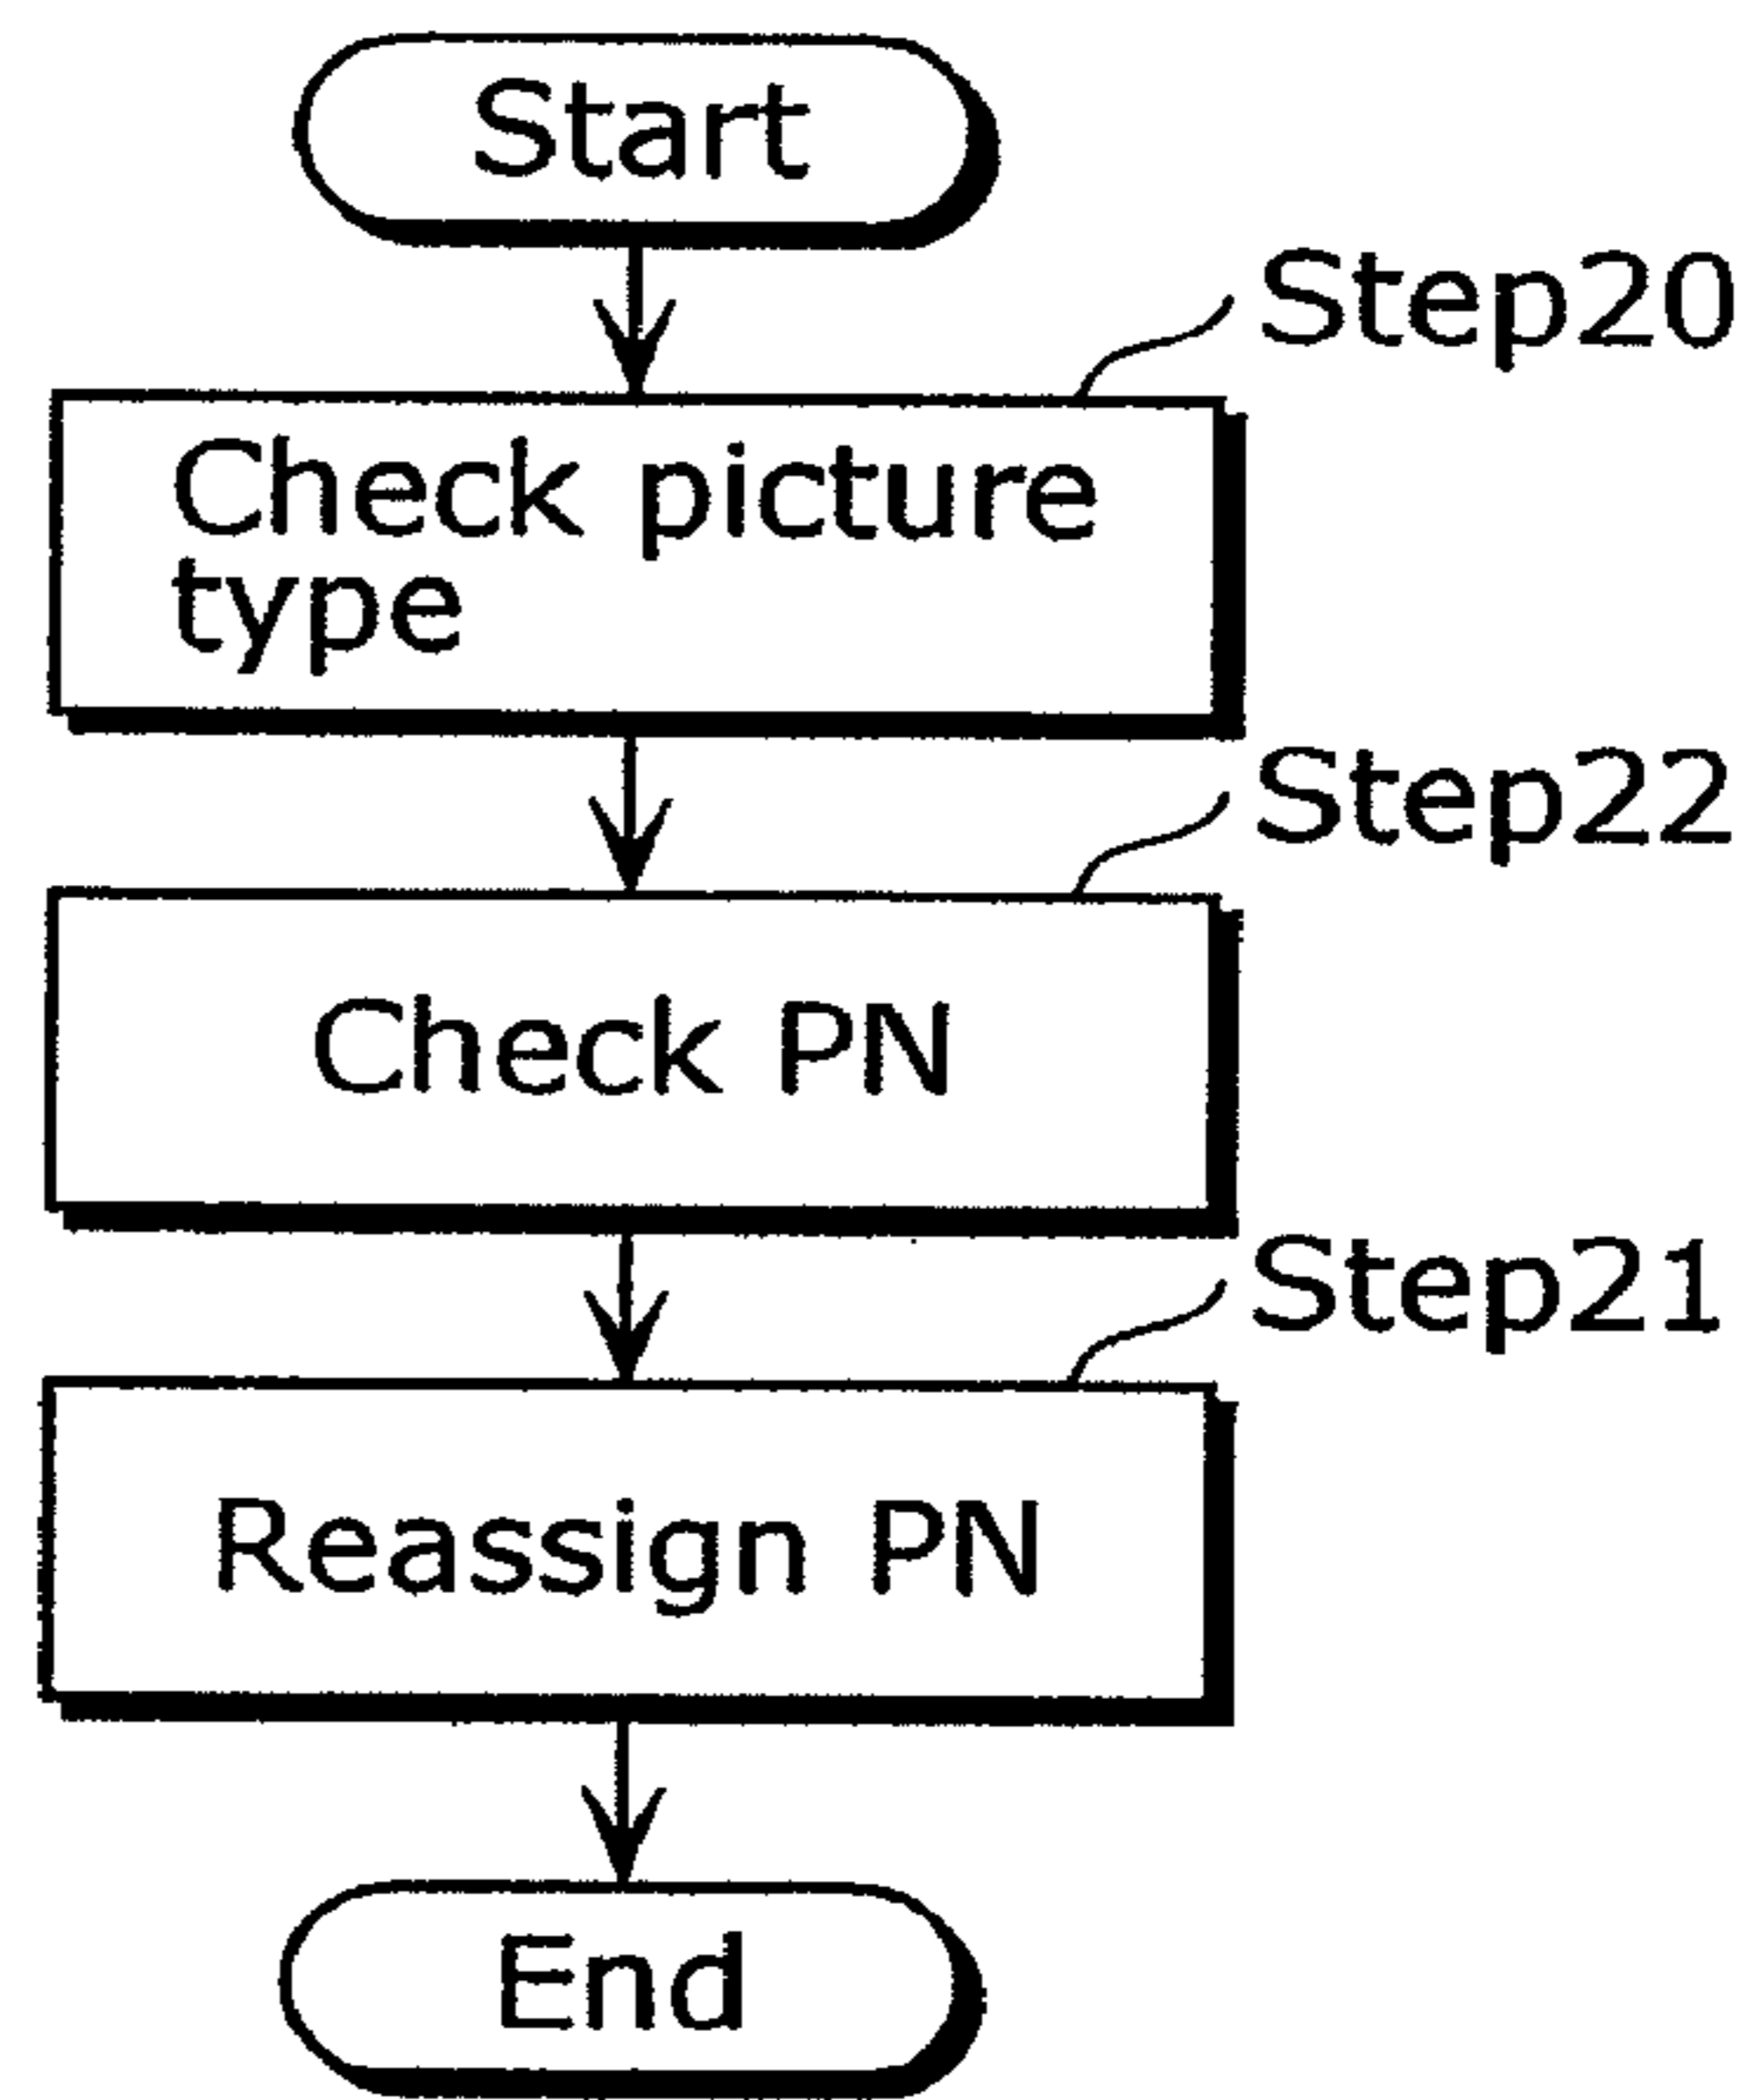 Start
Step20
Check picture
type
Step22
Check PN
Step21
Reassign PN
End